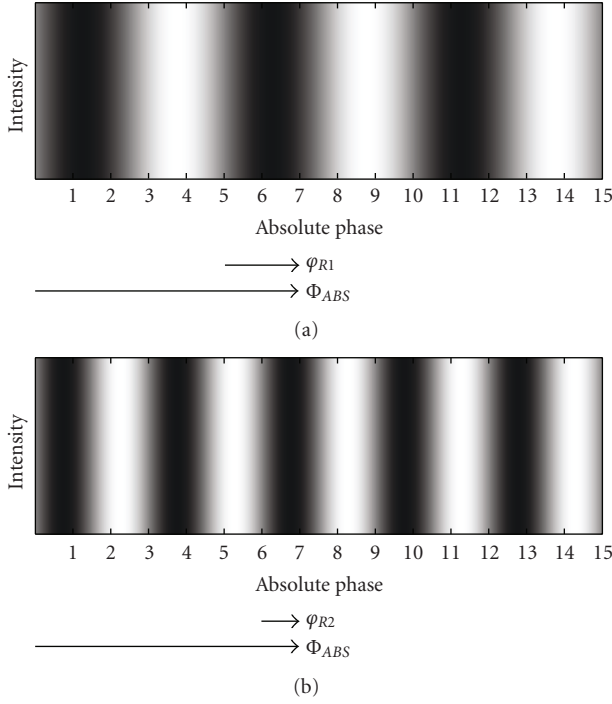 Intensity
1 2 3 4 5 6 7 8 9 10 11 12 13 14 15
Absolute phase
φR1
ΦABS
(a)
Intensity
1 2 3 4 5 6 7 8 9 10 11 12 13 14 15
Absolute phase
φR2
ΦABS
(b)